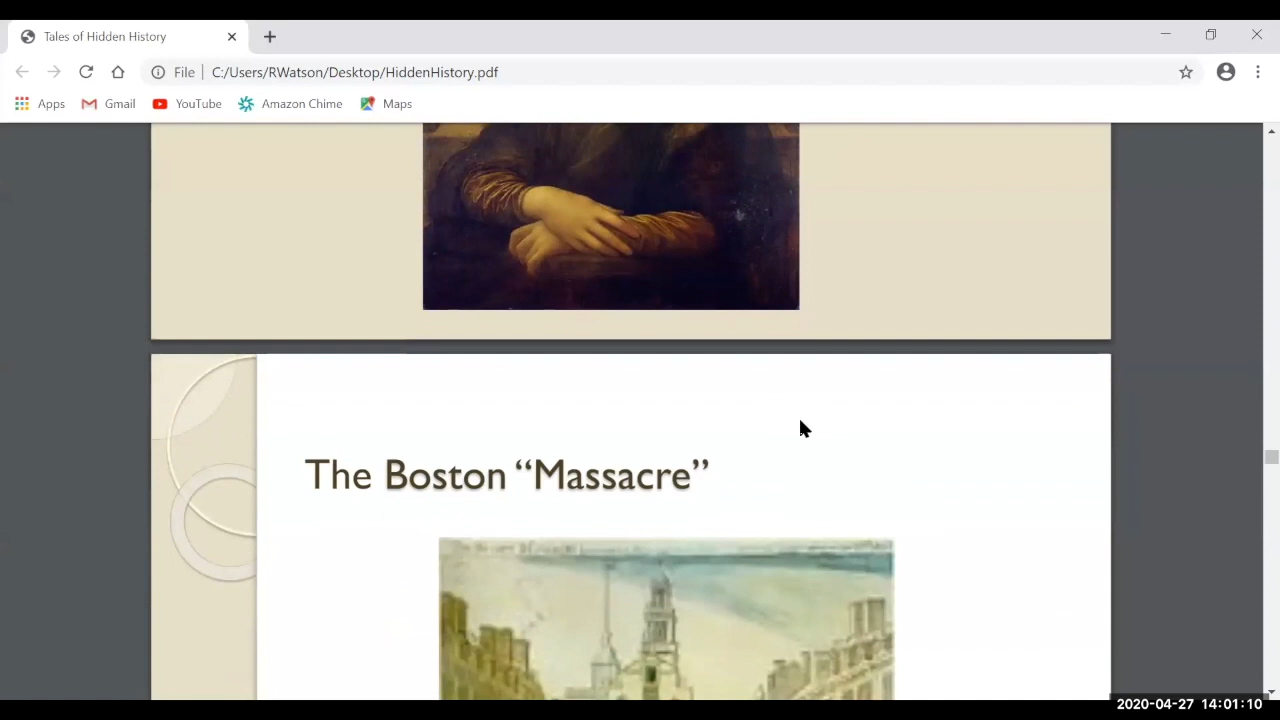 Tales of Hidden History
File | C:/Users/RWatson/Desktop/HiddenHistory.pdf
Apps Gmail YouTube Amazon Chime Maps
The Boston “Massacre”
2020-04-27 14:01:10